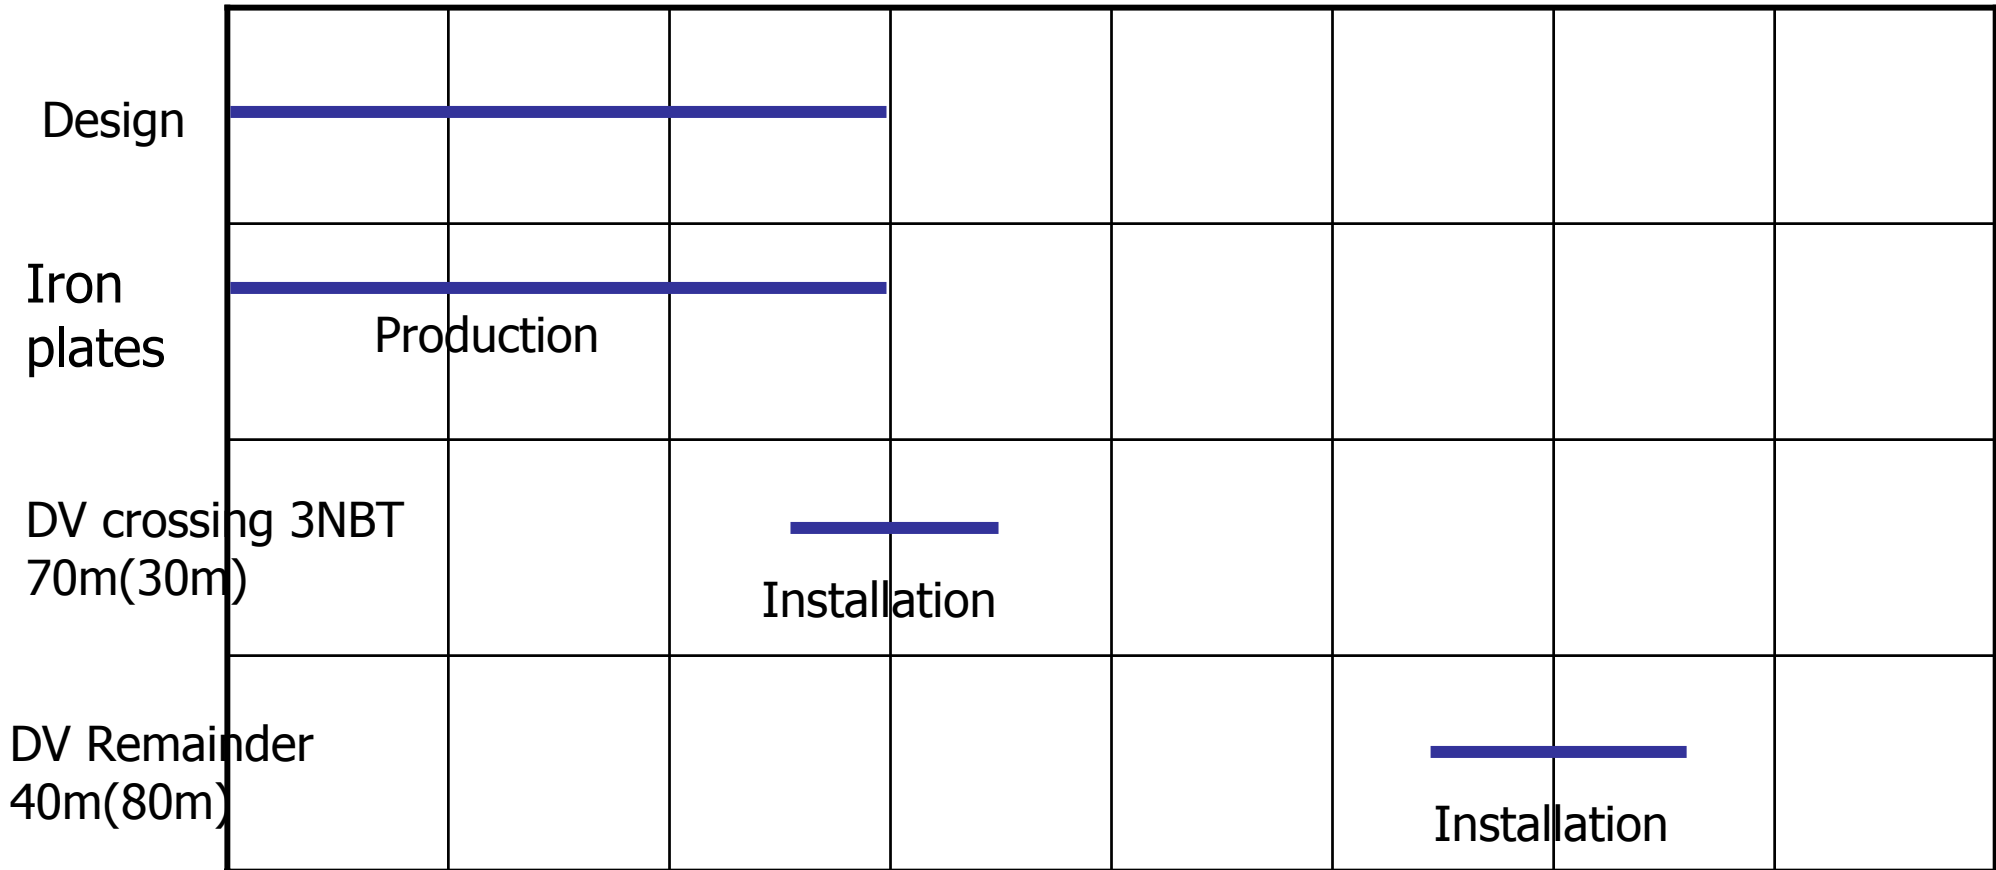 Design
Iron
plates
Production
DV crossing 3NBT
70m(30m)
Installation
DV Remainder
40m(80m)
Installation